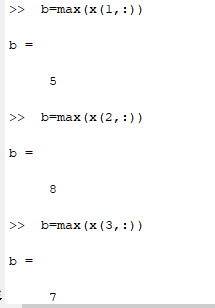 >> b=max(x(1,:))
b =
5
>> b=max(x(2,:))
b =
8
>> b=max(x(3,:))
b =
7